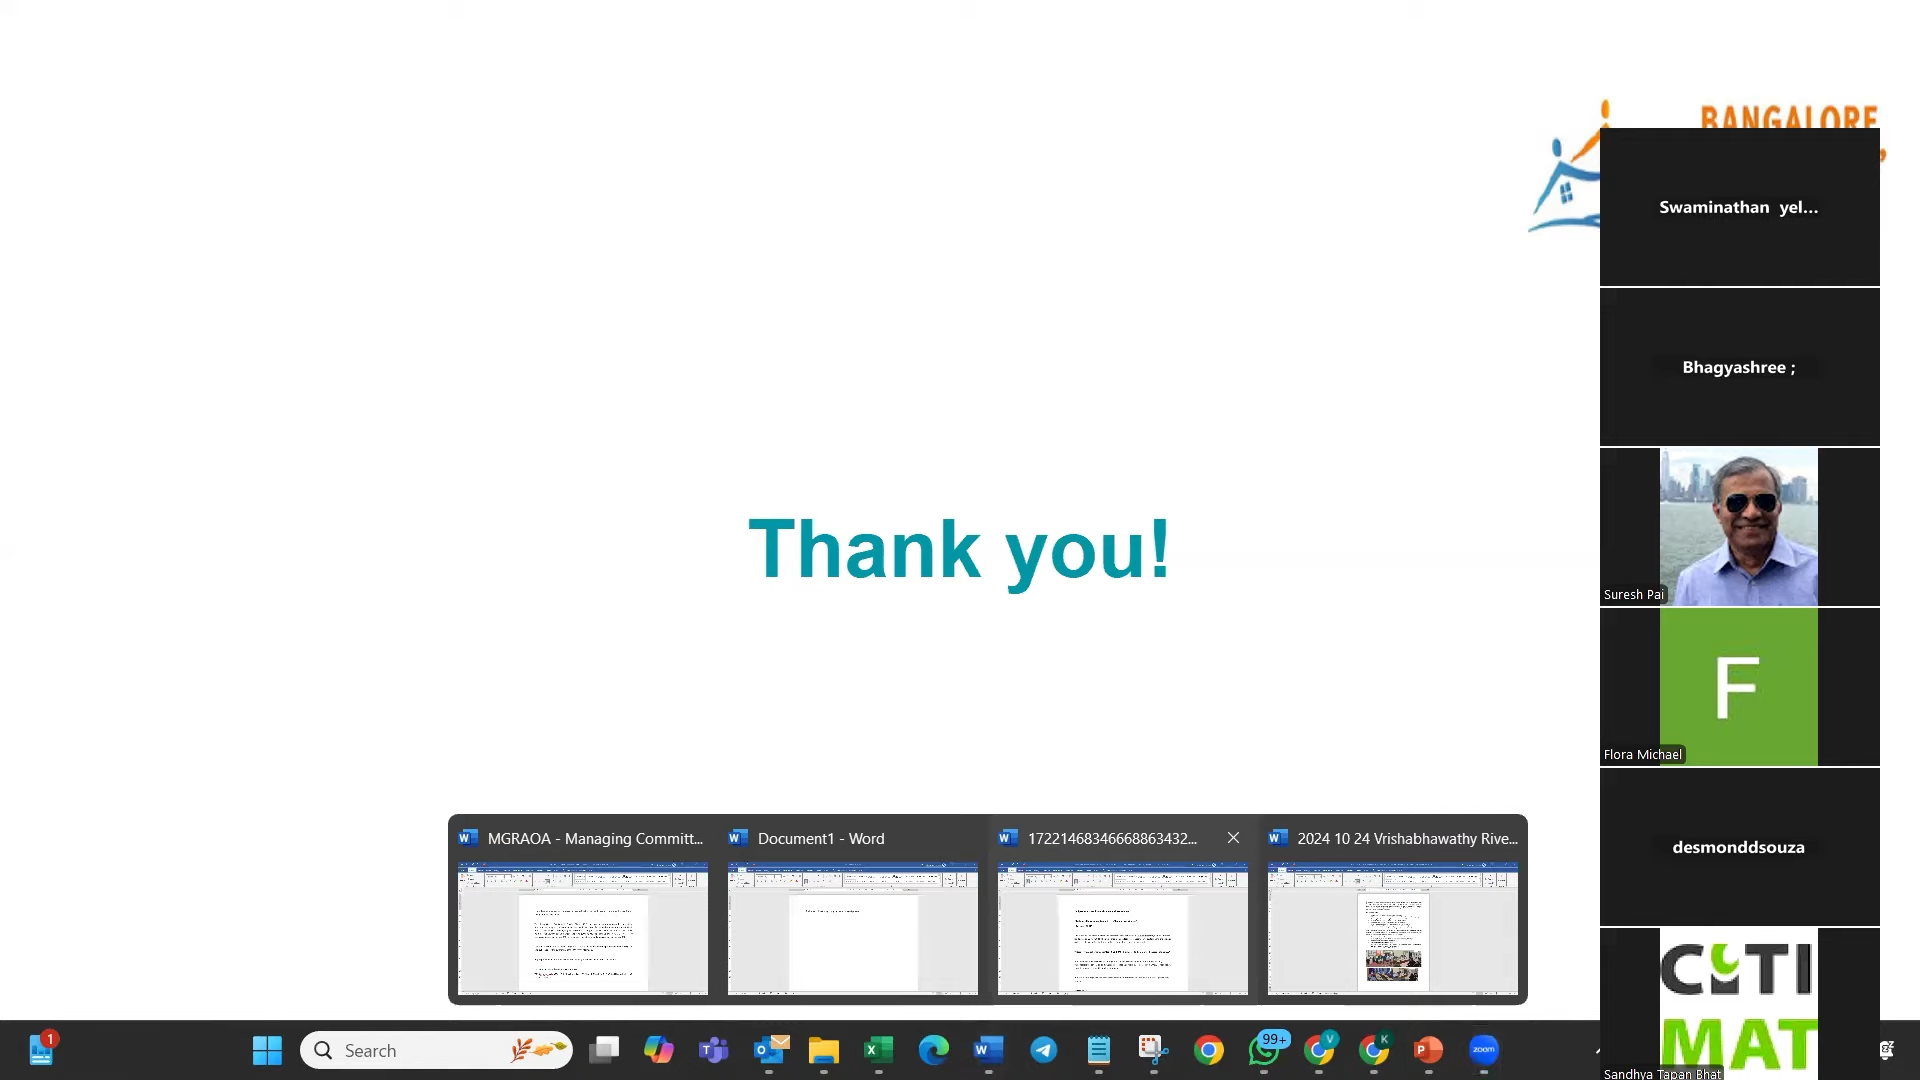 BANGALORE
Swaminathan yel...
Bhagyashree ;
Suresh Pai
Thank you!
F
Flora Michael
desmonddsouza
MGRAOA - Managing Committ...
Document1 - Word
17221468346668863432...
2024 10 24 Vrishabhawathy Rive...
CITI
MAT
Sandhya Tapan Bhat
1
Search
99+
V
K
zoom